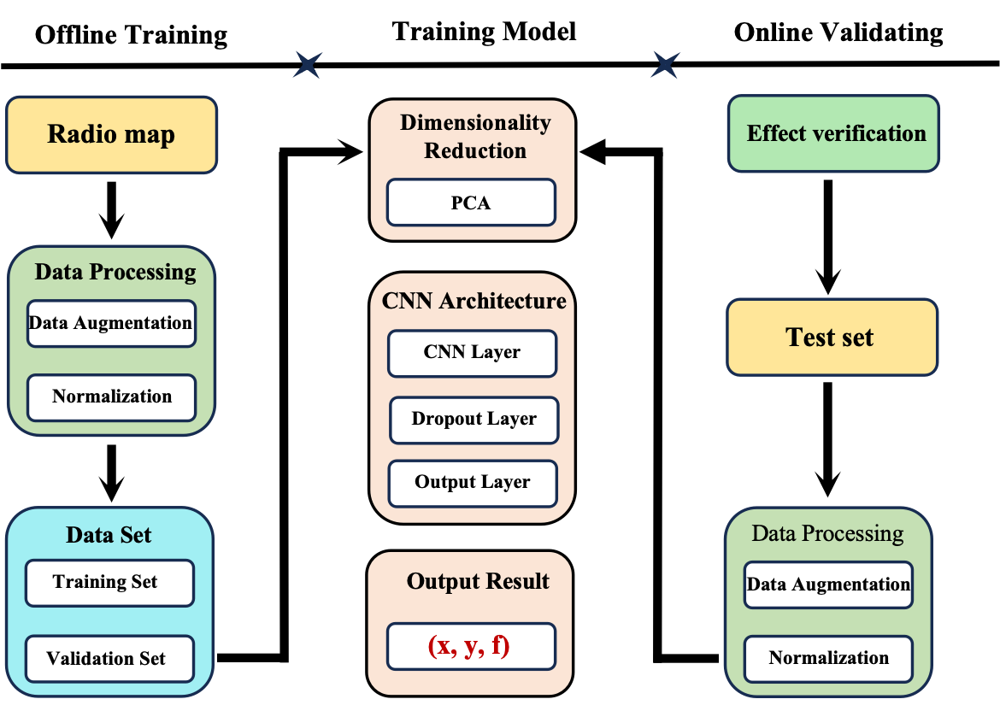 Offline Training
Training Model
Online Validating
Radio map
Data Processing
Data Augmentation
Normalization
Data Set
Training Set
Validation Set
Dimensionality
Reduction
PCA
CNN Architecture
CNN Layer
Dropout Layer
Output Layer
Output Result
(x, y, f)
Effect verification
Test set
Data Processing
Data Augmentation
Normalization